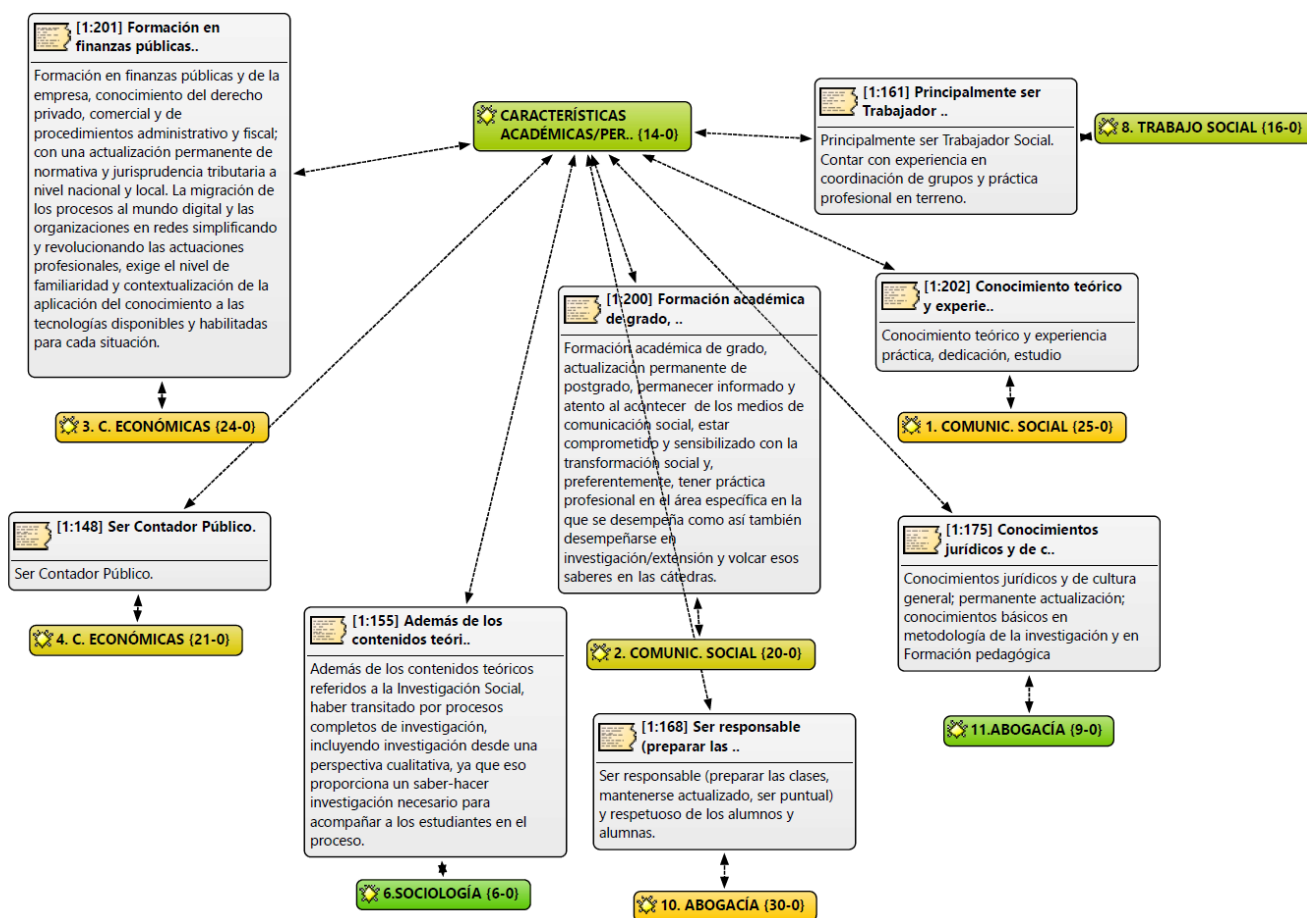 [1:201] Formación en
finanzas públicas..
Formación en finanzas públicas y de la
empresa, conocimiento del derecho
privado, comercial y de
procedimientos administrativo y fiscal;
con una actualización permanente de
normativa y jurisprudencia tributaria a
nivel nacional y local. La migración de
los procesos al mundo digital y las
organizaciones en redes simplificando
y revolucionando las actuaciones
profesionales, exige el nivel de
familiaridad y contextualización de la
aplicación del conocimiento a las
tecnologías disponibles y habilitadas
para cada situación.
3. C. ECONÓMICAS {24-0}
CARACTERÍSTICAS
ACADÉMICAS/PER.. {14-0}
[1:161] Principalmente ser
Trabajador ..
Principalmente ser Trabajador Social.
Contar con experiencia en
coordinación de grupos y práctica
profesional en terreno.
8. TRABAJO SOCIAL {16-0}
[1:202] Conocimiento teórico
y experie..
Conocimiento teórico y experiencia
práctica, dedicación, estudio
1. COMUNIC. SOCIAL {25-0}
[1:200] Formación académica
de grado, ..
Formación académica de grado,
actualización permanente de
postgrado, permanecer informado y
atento al acontecer  de los medios de
comunicación social, estar
comprometido y sensibilizado con la
transformación social y,
preferentemente, tener práctica
profesional en el área específica en la
que se desempeña como así también
desempeñarse en
investigación/extensión y volcar esos
saberes en las cátedras.
2. COMUNIC. SOCIAL {20-0}
[1:148] Ser Contador Público.
Ser Contador Público.
4. C. ECONÓMICAS {21-0}
[1:175] Conocimientos
jurídicos y de c..
Conocimientos jurídicos y de cultura
general; permanente actualización;
conocimientos básicos en
metodología de la investigación y en
Formación pedagógica
11.ABOGACÍA {9-0}
[1:155] Además de los
contenidos teóri..
Además de los contenidos teóricos
referidos a la Investigación Social,
haber transitado por procesos
completos de investigación,
incluyendo investigación desde una
perspectiva cualitativa, ya que eso
proporciona un saber-hacer
investigación necesario para
acompañar a los estudiantes en el
proceso.
6.SOCIOLOGÍA {6-0}
[1:168] Ser responsable
(preparar las ..
Ser responsable (preparar las clases,
mantenerse actualizado, ser puntual)
y respetuoso de los alumnos y
alumnas.
10. ABOGACÍA {30-0}